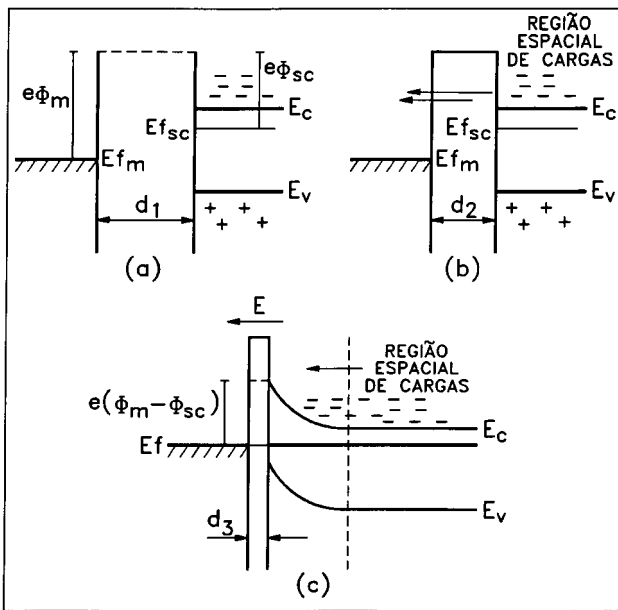 REGIÃO
ESPACIAL
DE CARGAS
eΦm
eΦsc
Ec
Efsc
Efm
Ev
d1
(a)
Ec
Efsc
Efm
Ev
d2
(b)
E
REGIÃO
ESPACIAL
DE CARGAS
e(Φm-Φsc)
Ef
Ec
Ev
d3
(c)